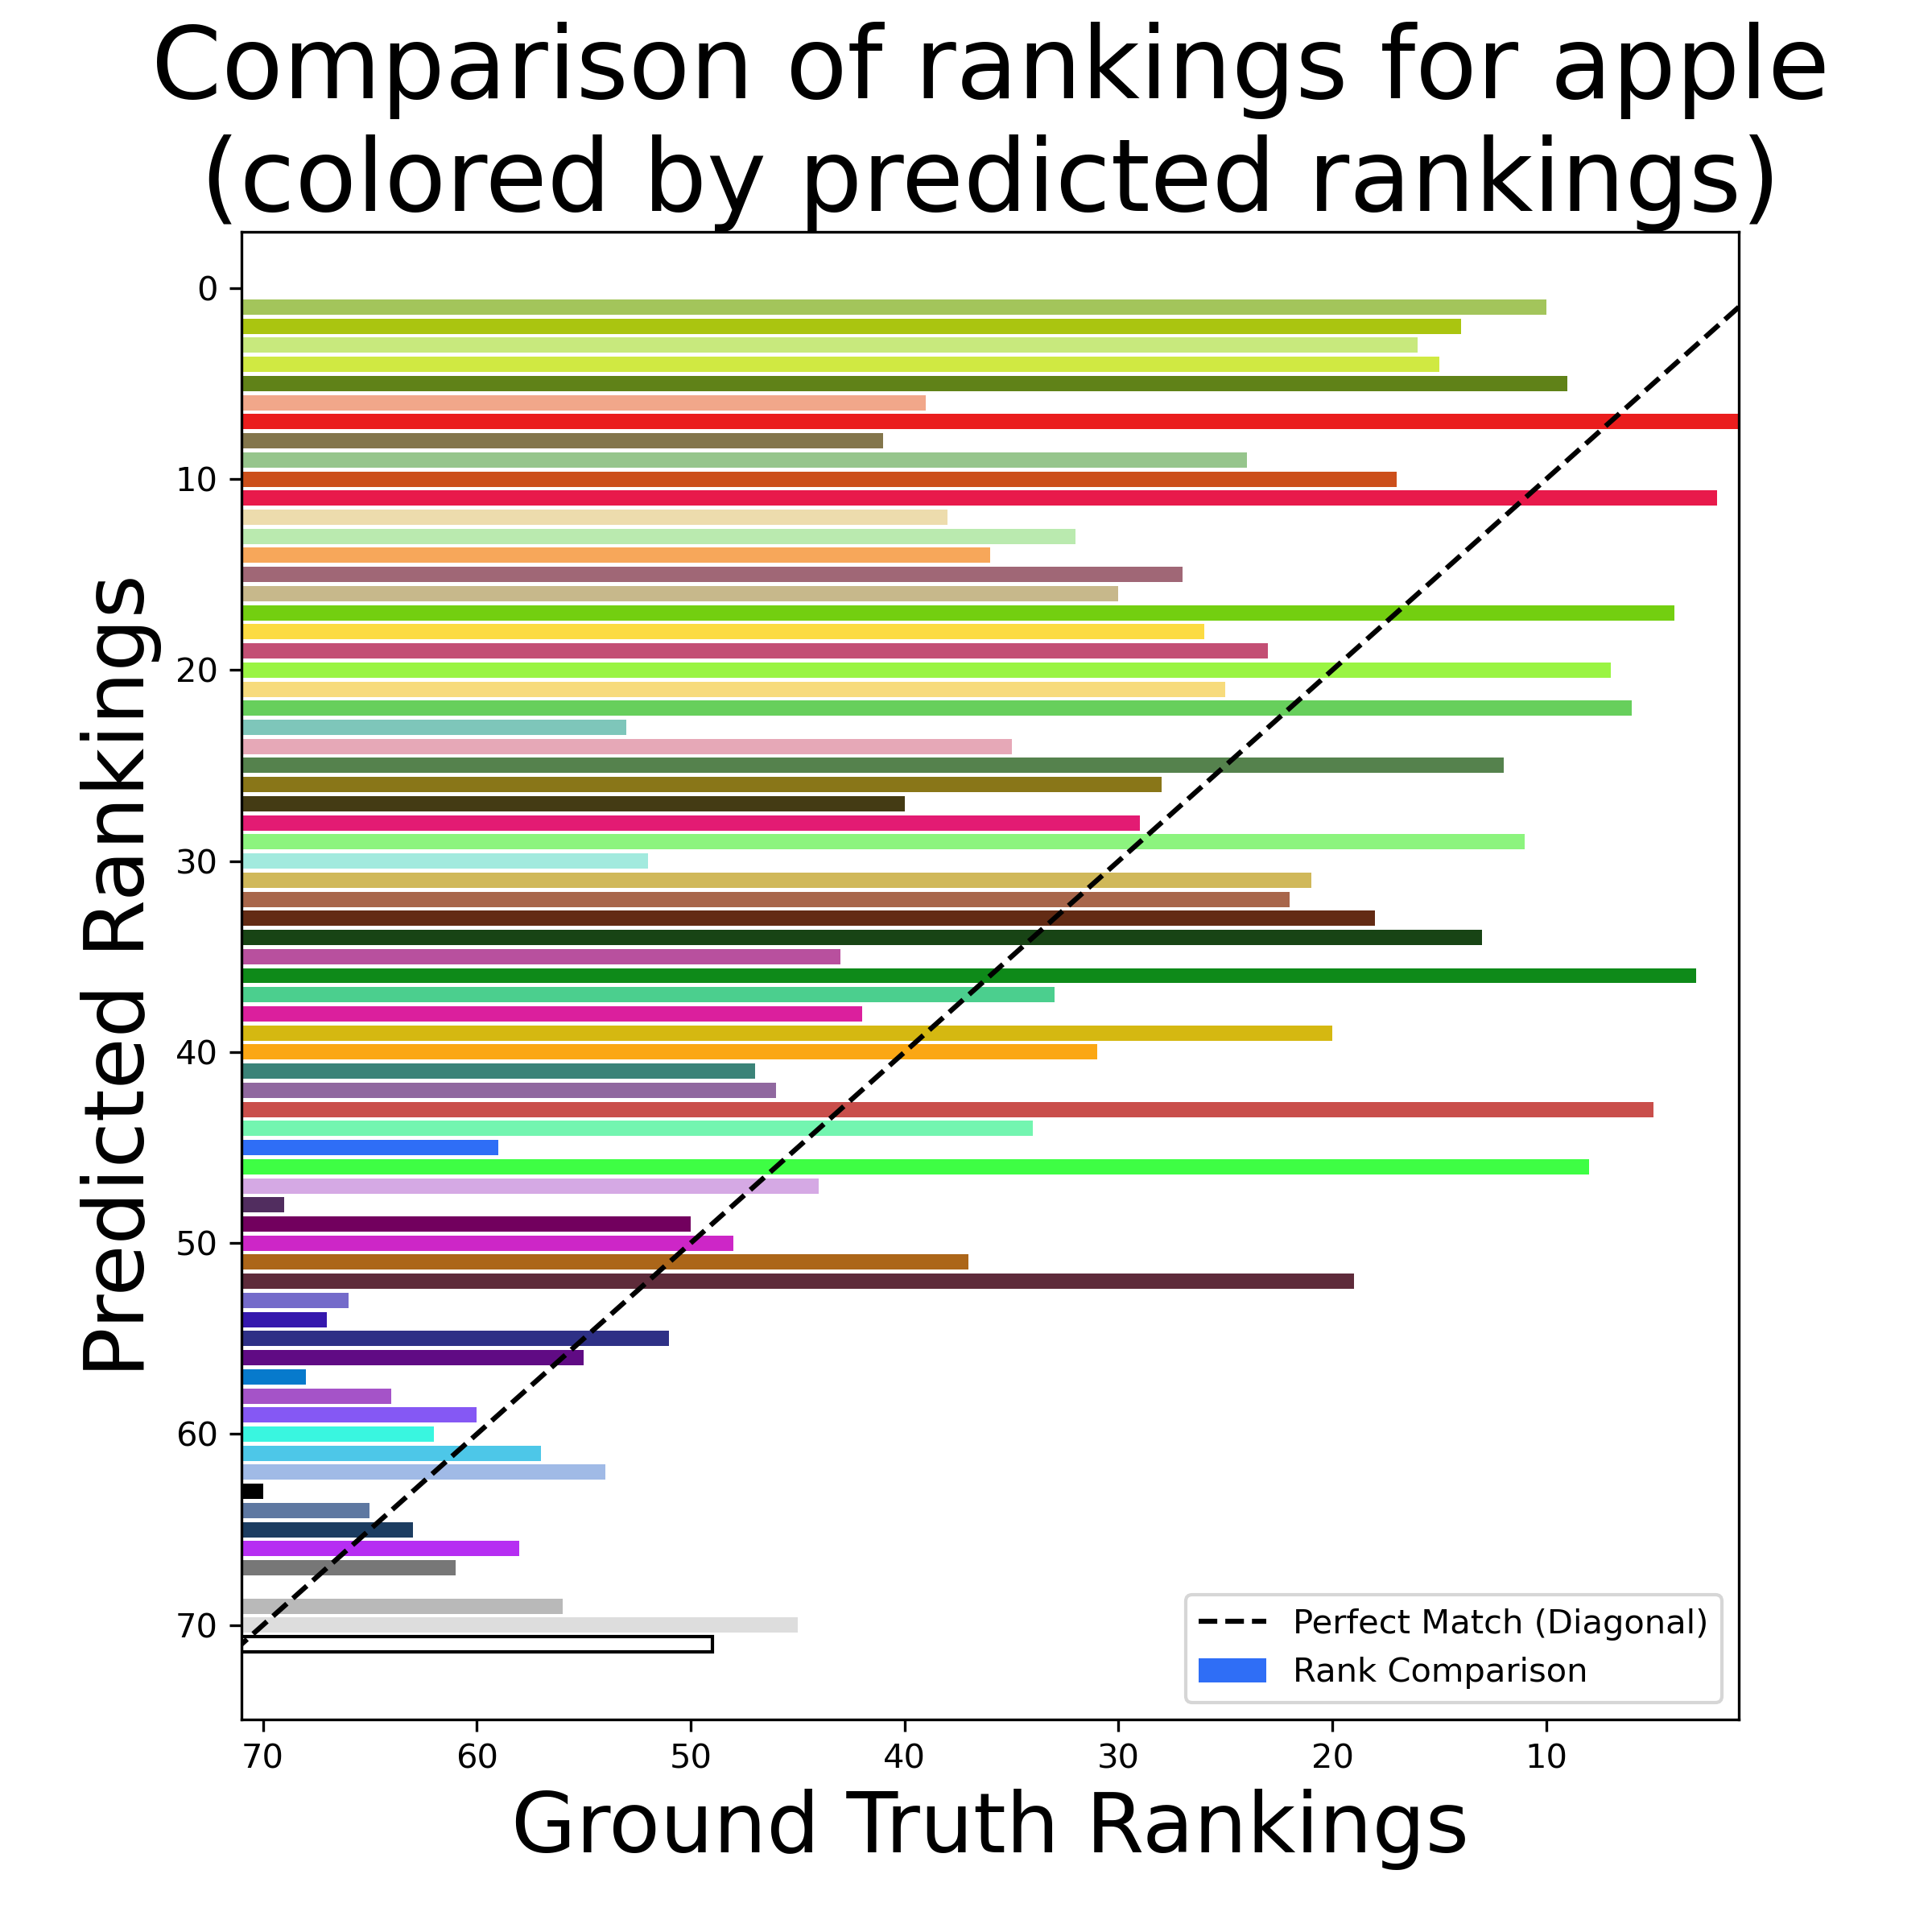 Comparison of rankings for apple
(colored by predicted rankings)
Predicted Rankings
0
10
20
30
40
50
60
70
Perfect Match (Diagonal)
Rank Comparison
70 60 50 40 30 20 10
Ground Truth Rankings